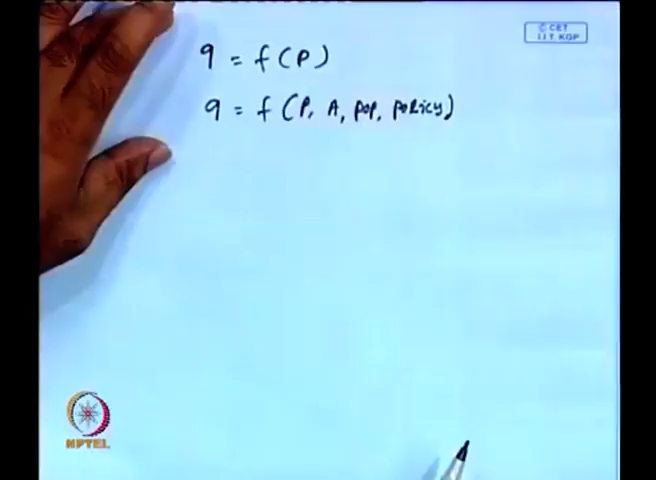 q = f(P)
© CET
I.I.T. KGP
q = f(P, A, pop, policy)
NPTEL